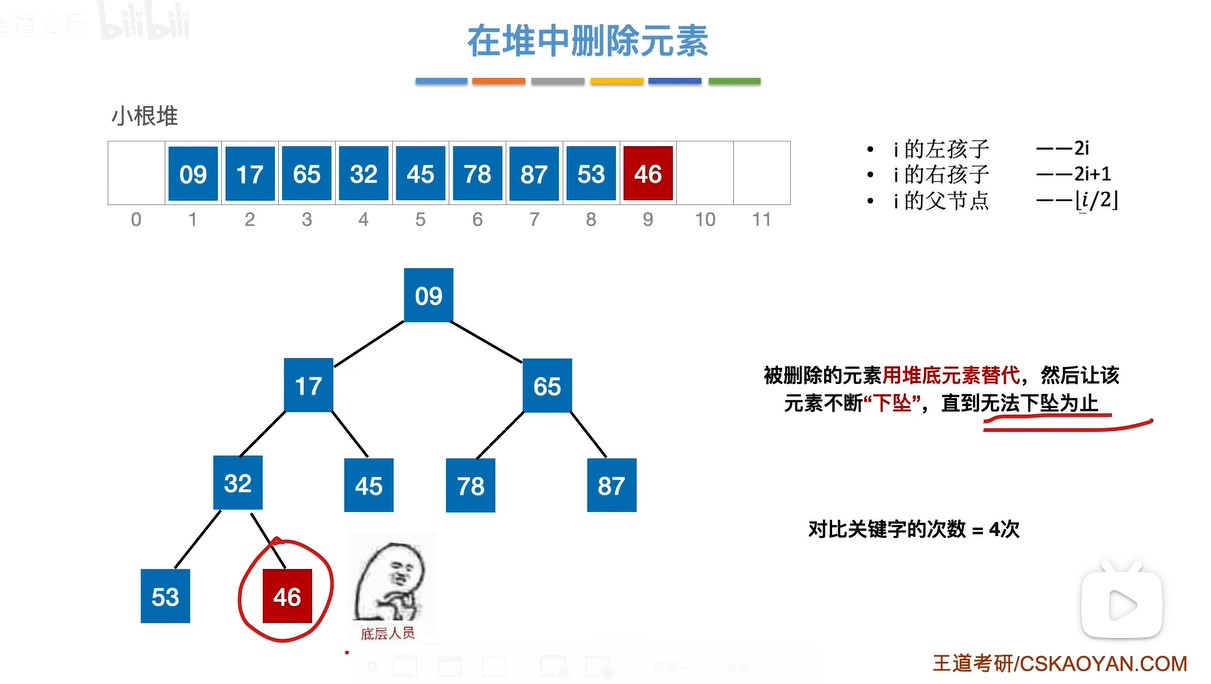 bilibili
在堆中删除元素
小根堆
09 17 65 32 45 78 87 53 46
0 1 2 3 4 5 6 7 8 9 10 11
• i 的左孩子 ——2i
• i 的右孩子 ——2i+1
• i 的父节点 ——⌊i/2⌋
09
17 65
32 45 78 87
53 46
底层人员
被删除的元素用堆底元素替代，然后让该
元素不断“下坠”，直到无法下坠为止
对比关键字的次数 = 4次
王道考研/CSKAOYAN.COM